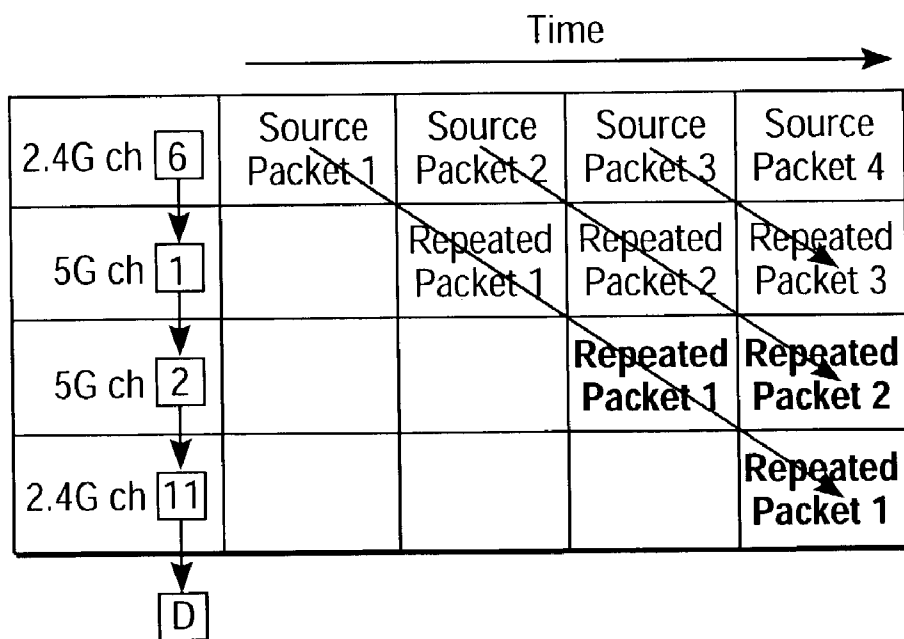 Time
2.4G ch 6
Source
Packet 1
Source
Packet 2
Source
Packet 3
Source
Packet 4
5G ch 1
Repeated
Packet 1
Repeated
Packet 2
Repeated
Packet 3
5G ch 2
Repeated
Packet 1
Repeated
Packet 2
2.4G ch 11
Repeated
Packet 1
D